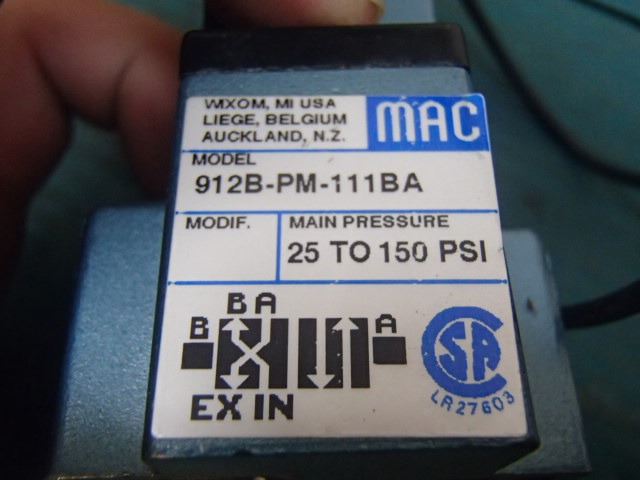 WIXOM, MI USA
LIEGE, BELGIUM
AUCKLAND, N.Z.
MAC
MODEL
912B-PM-111BA
MODIF.
MAIN PRESSURE
25 TO 150 PSI
B A
B
A
EX IN
SA
LR27603